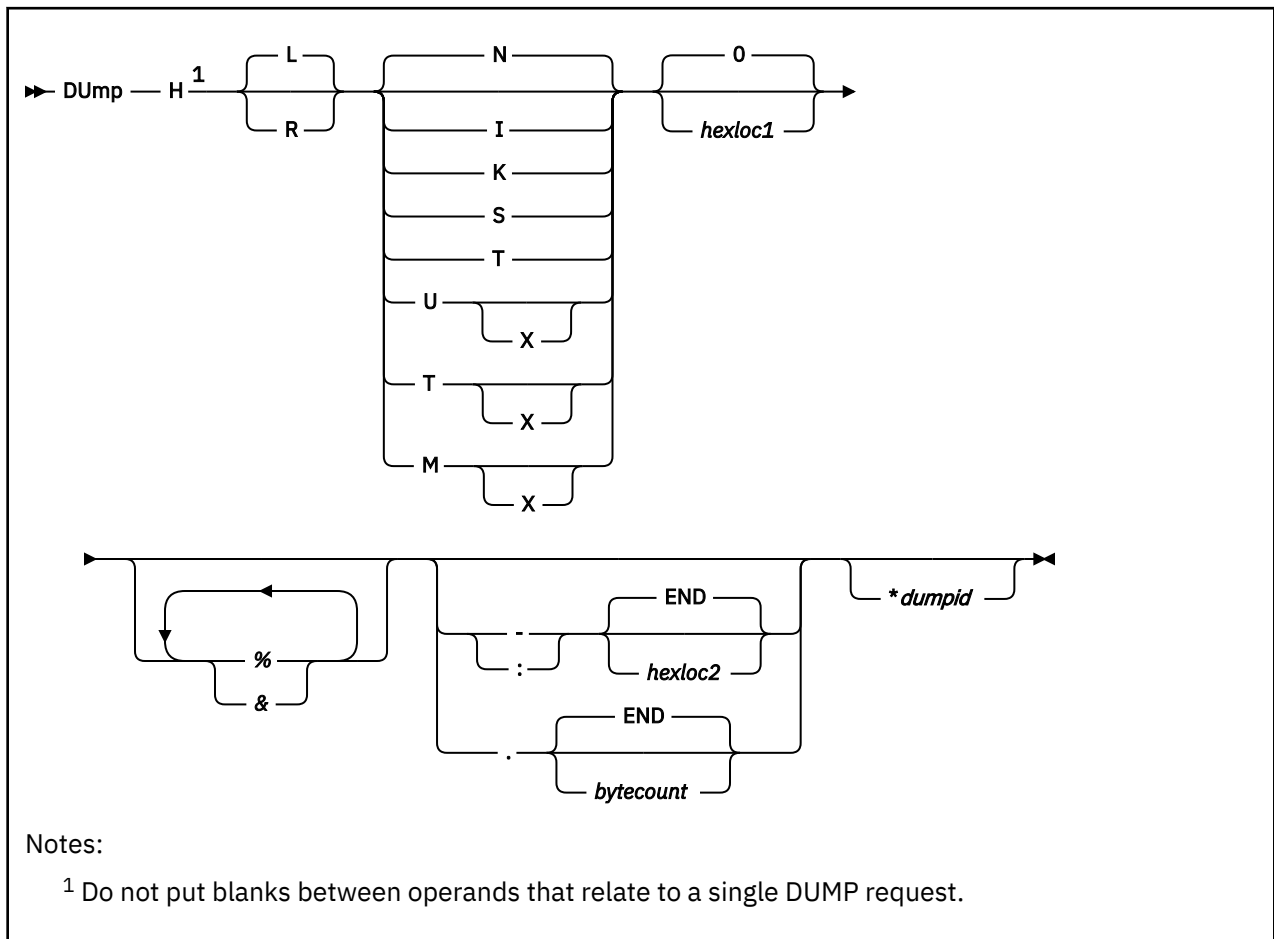 L N 0
DUmp H 1
R I hexloc1
K
S
T
U
X
T
X
M
X
END * dumpid
-
% : hexloc2
& END
.
bytecount
Notes:
1 Do not put blanks between operands that relate to a single DUMP request.